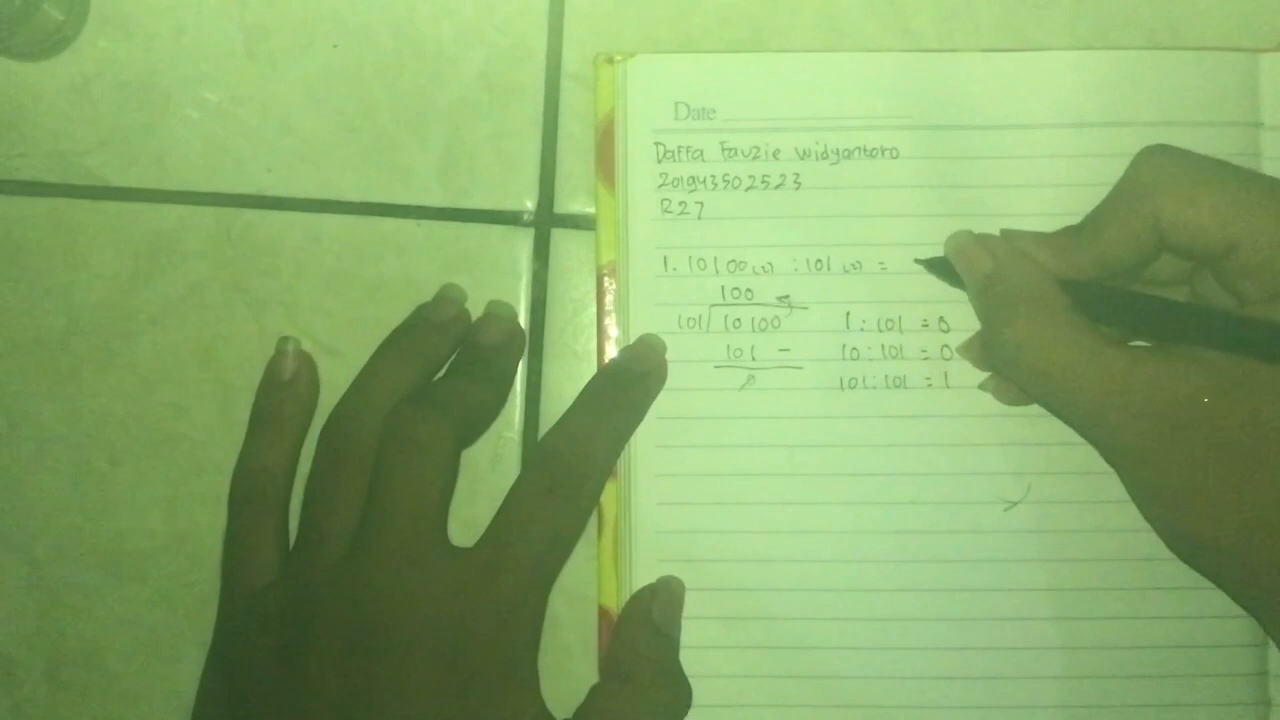 Date
Daffa Fauzie Widyantoro
201943502523
R27
1. 10100(2) : 101(2) =
100
101 10100 1 : 101 = 0
101 - 10 : 101 = 0
0 101 : 101 = 1